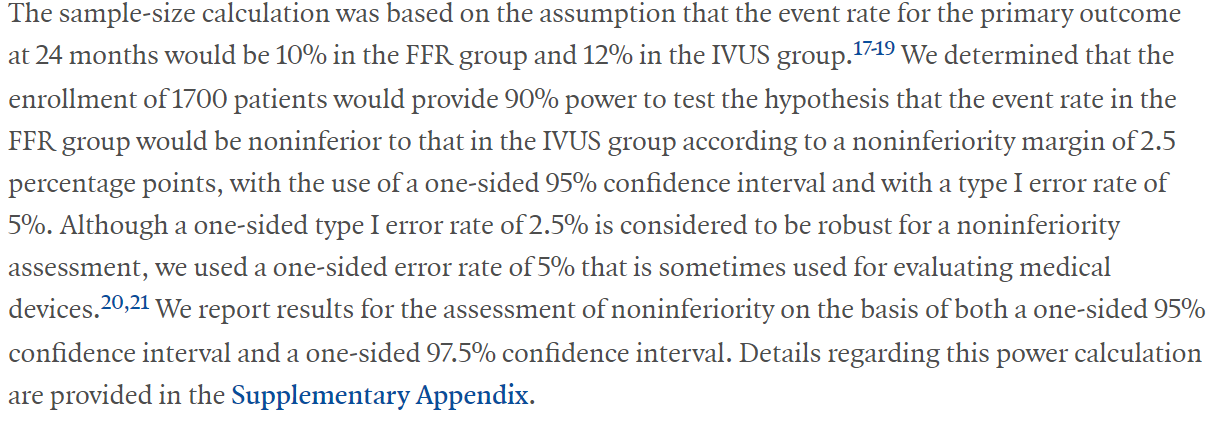 The sample-size calculation was based on the assumption that the event rate for the primary outcome
at 24 months would be 10% in the FFR group and 12% in the IVUS group.17-19 We determined that the
enrollment of 1700 patients would provide 90% power to test the hypothesis that the event rate in the
FFR group would be noninferior to that in the IVUS group according to a noninferiority margin of 2.5
percentage points, with the use of a one-sided 95% confidence interval and with a type I error rate of
5%. Although a one-sided type I error rate of 2.5% is considered to be robust for a noninferiority
assessment, we used a one-sided error rate of 5% that is sometimes used for evaluating medical
devices.20,21 We report results for the assessment of noninferiority on the basis of both a one-sided 95%
confidence interval and a one-sided 97.5% confidence interval. Details regarding this power calculation
are provided in the Supplementary Appendix.